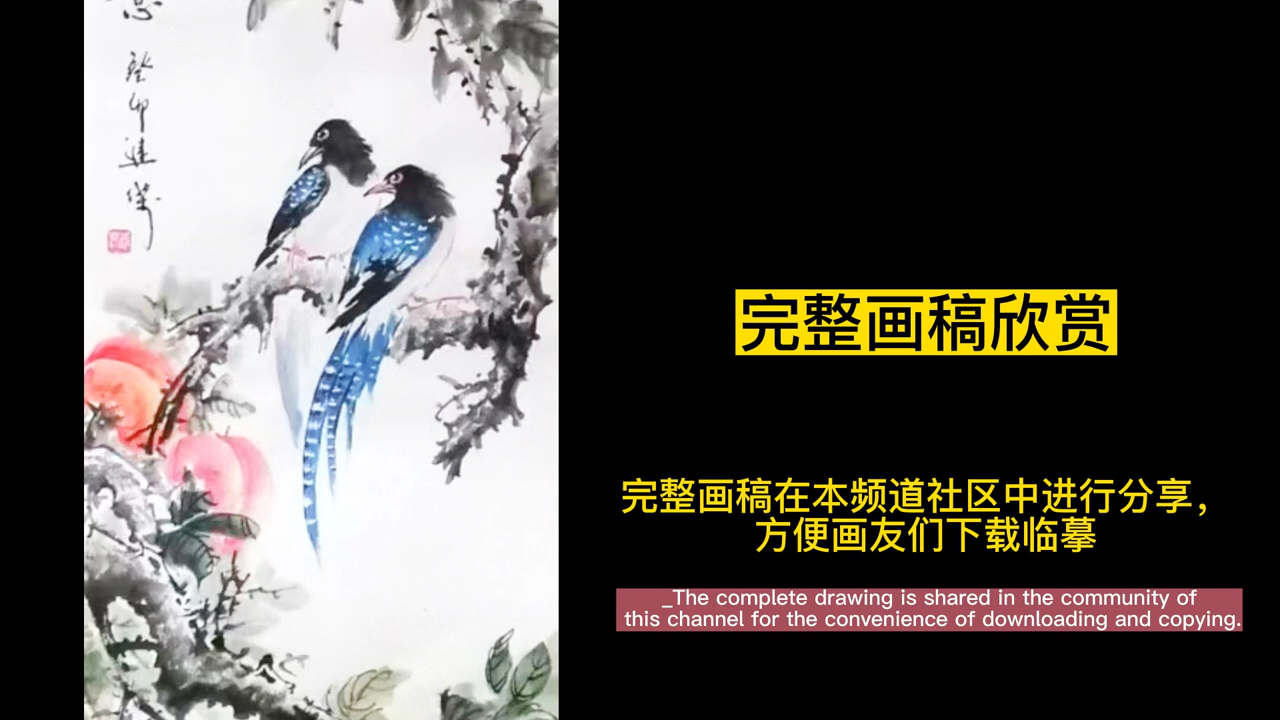 癸卯
完整画稿欣赏
完整画稿在本频道社区中进行分享，
方便画友们下载临摹
_The complete drawing is shared in the community of
this channel for the convenience of downloading and copying.